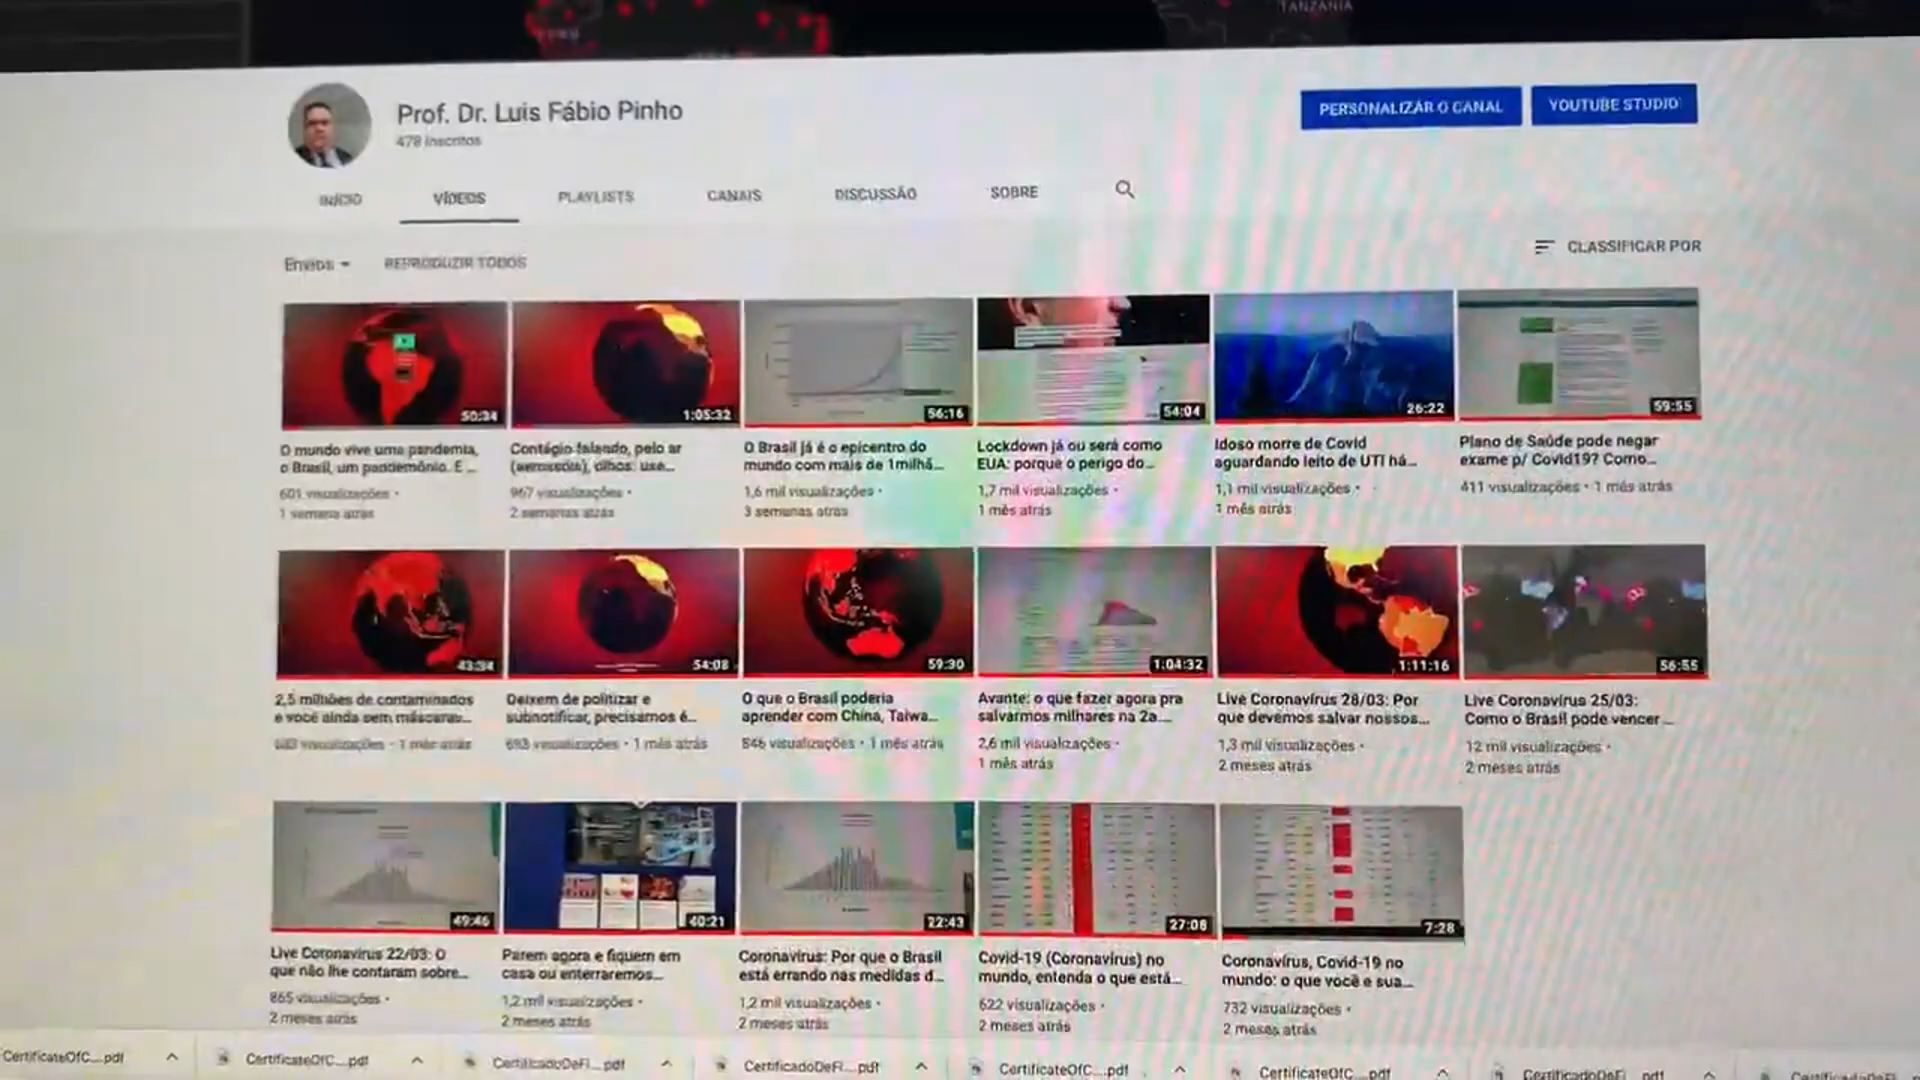 TANZANIA
Prof. Dr. Luis Fábio Pinho
478 inscritos
PERSONALIZAR O CANAL
YOUTUBE STUDIO
INÍCIO
VÍDEOS
PLAYLISTS
CANAIS
DISCUSSÃO
SOBRE
Envios
REPRODUZIR TODOS
CLASSIFICAR POR
50:34
1:05:32
56:16
54:04
26:22
59:55
O mundo vive uma pandemia,
o Brasil, um pandemônio. E ...
601 visualizações •
1 semana atrás
Contágio falando, pelo ar
(aerossóis), olhos: use...
967 visualizações •
2 semanas atrás
O Brasil já é o epicentro do
mundo com mais de 1milhã...
1,6 mil visualizações •
3 semanas atrás
Lockdown já ou será como
EUA: porque o perigo do...
1,7 mil visualizações •
1 mês atrás
Idoso morre de Covid
aguardando leito de UTI há...
1,1 mil visualizações •
1 mês atrás
Plano de Saúde pode negar
exame p/ Covid19? Como...
411 visualizações • 1 mês atrás
43:34
54:08
59:30
1:04:32
1:11:16
56:55
2,5 milhões de contaminados
e você ainda sem máscaras...
visualizações • 1 mês atrás
Deixem de politizar e
subnotificar, precisamos é...
693 visualizações • 1 mês atrás
O que o Brasil poderia
aprender com China, Taiwa...
846 visualizações • 1 mês atrás
Avante: o que fazer agora pra
salvarmos milhares na 2a....
2,6 mil visualizações •
1 mês atrás
Live Coronavírus 28/03: Por
que devemos salvar nossos...
1,3 mil visualizações •
2 meses atrás
Live Coronavírus 25/03:
Como o Brasil pode vencer ...
12 mil visualizações •
2 meses atrás
49:46
40:21
22:43
27:08
7:28
Live Coronavírus 22/03: O
que não lhe contaram sobre...
865 visualizações •
2 meses atrás
Parem agora e fiquem em
casa ou enterraremos...
1,2 mil visualizações •
2 meses atrás
Coronavírus: Por que o Brasil
está errando nas medidas d...
1,2 mil visualizações •
2 meses atrás
Covid-19 (Coronavírus) no
mundo, entenda o que está...
622 visualizações •
2 meses atrás
Coronavírus, Covid-19 no
mundo: o que você e sua...
732 visualizações •
2 meses atrás
CertificateOfC....pdf
CertificateOfC....pdf
CertificadoDeFi....pdf
CertificadoDeFi....pdf
CertificateOfC....pdf
CertificateOfC....pdf
CertificadoDeFi....pdf
CertificadoDeFi